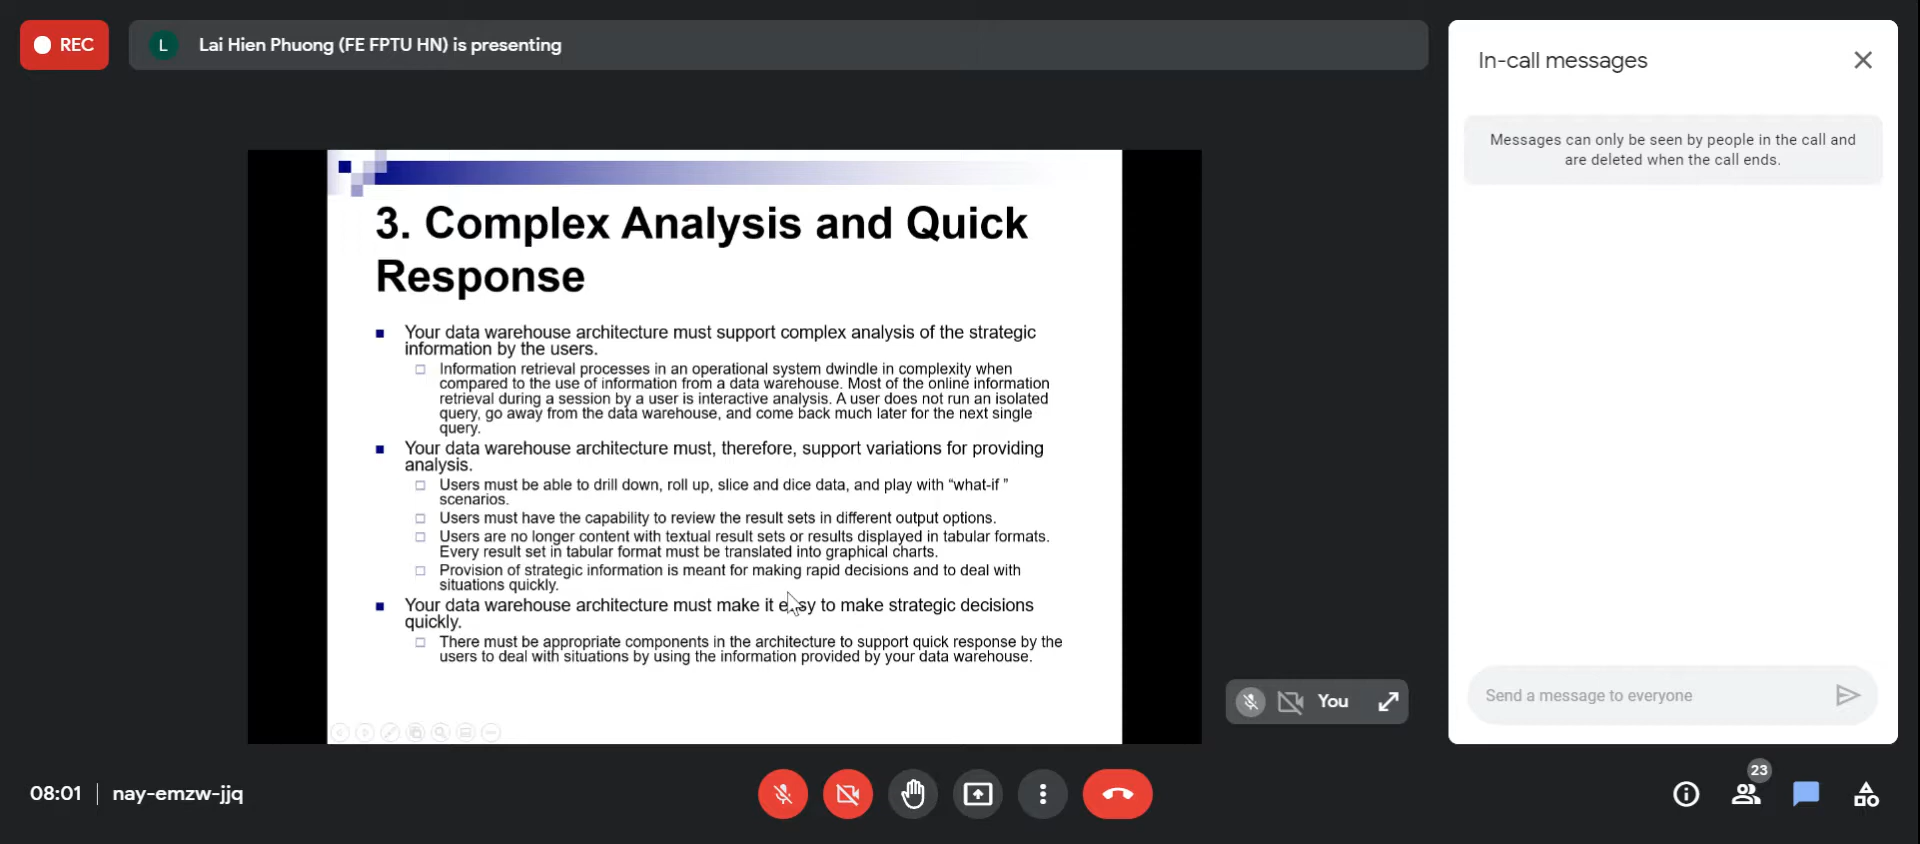 REC
L
Lai Hien Phuong (FE FPTU HN) is presenting
3. Complex Analysis and Quick
Response
Your data warehouse architecture must support complex analysis of the strategic
information by the users.
Information retrieval processes in an operational system dwindle in complexity when
compared to the use of information from a data warehouse. Most of the online information
retrieval during a session by a user is interactive analysis. A user does not run an isolated
query, go away from the data warehouse, and come back much later for the next single
query.
Your data warehouse architecture must, therefore, support variations for providing
analysis.
Users must be able to drill down, roll up, slice and dice data, and play with “what-if ”
scenarios.
Users must have the capability to review the result sets in different output options.
Users are no longer content with textual result sets or results displayed in tabular formats.
Every result set in tabular format must be translated into graphical charts.
Provision of strategic information is meant for making rapid decisions and to deal with
situations quickly.
Your data warehouse architecture must make it easy to make strategic decisions
quickly.
There must be appropriate components in the architecture to support quick response by the
users to deal with situations by using the information provided by your data warehouse.
You
In-call messages
Messages can only be seen by people in the call and
are deleted when the call ends.
Send a message to everyone
08:01
nay-emzw-jjq
23